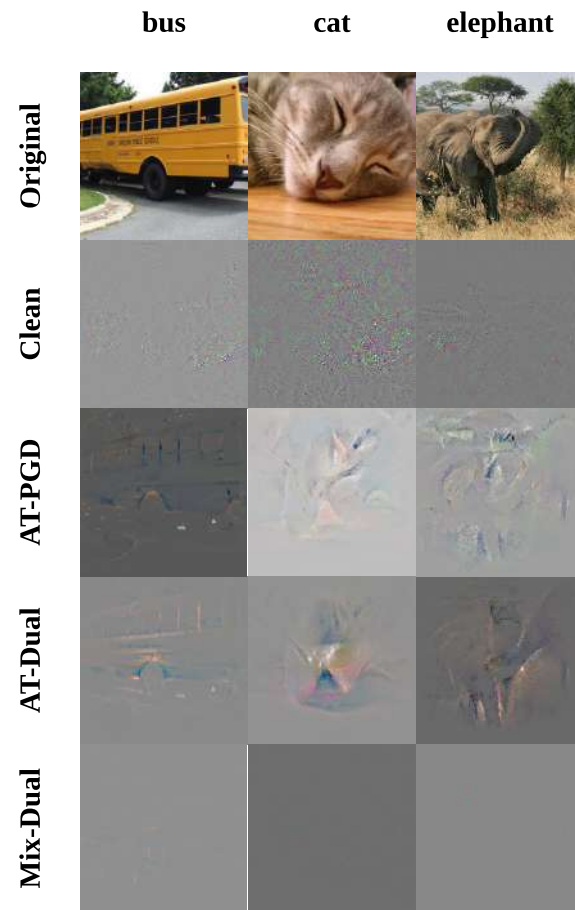 bus cat elephant
Original
Clean
AT-PGD
AT-Dual
Mix-Dual